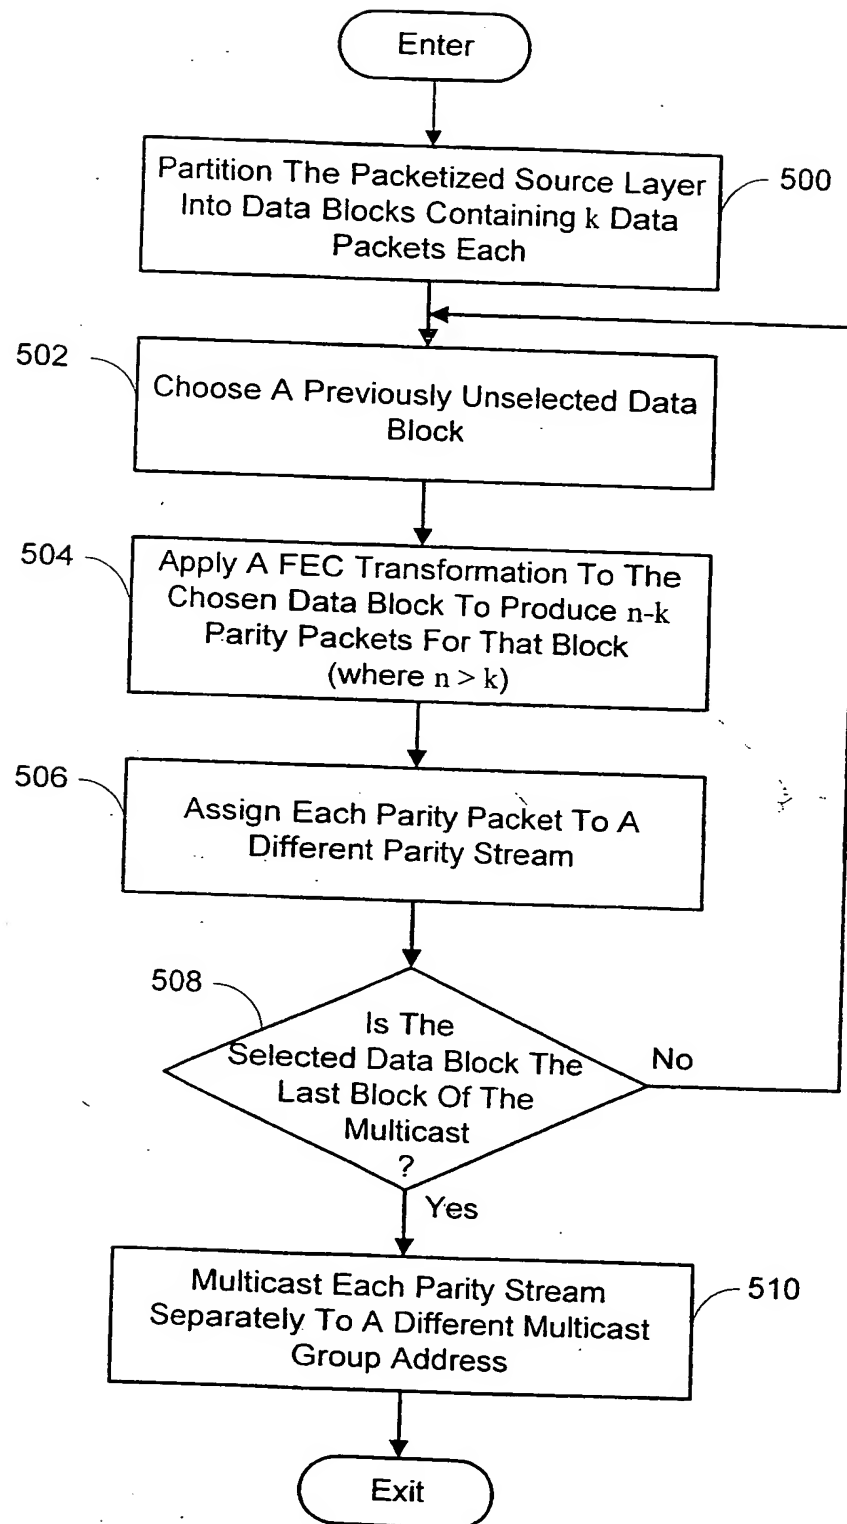 Enter
Partition The Packetized Source Layer
Into Data Blocks Containing k Data
Packets Each
500
502
Choose A Previously Unselected Data
Block
504
Apply A FEC Transformation To The
Chosen Data Block To Produce n-k
Parity Packets For That Block
(where n > k)
506
Assign Each Parity Packet To A
Different Parity Stream
508
Is The
Selected Data Block The
Last Block Of The
Multicast
?
No
Yes
Multicast Each Parity Stream
Separately To A Different Multicast
Group Address
510
Exit